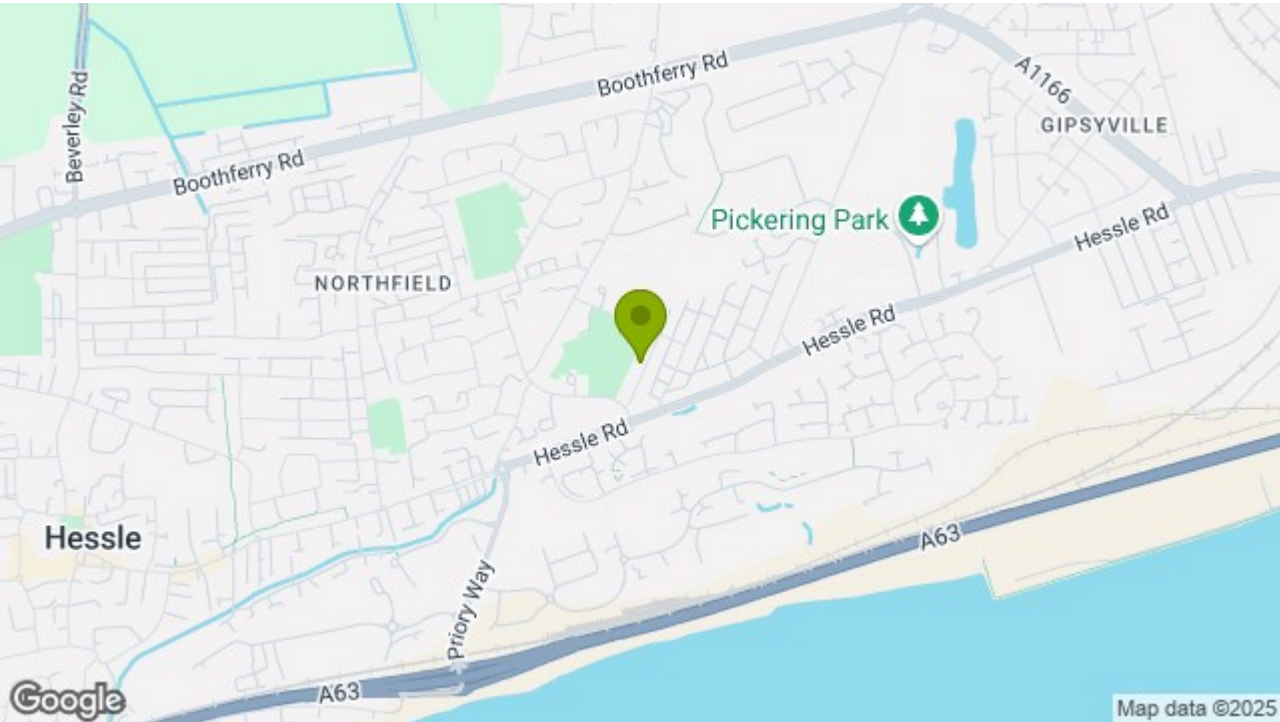 Boothferry Rd
A1166
Beverley Rd
GIPSYVILLE
Boothferry Rd
Pickering Park
Hessle Rd
NORTHFIELD
Hessle Rd
Hessle Rd
Hessle
A63
Priory Way
A63
Google
Map data ©2025